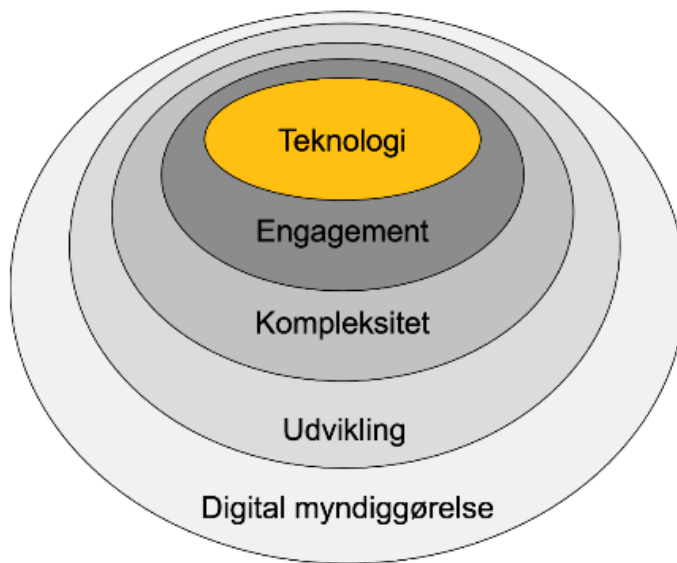 Teknologi
Engagement
Kompleksitet
Udvikling
Digital myndiggørelse